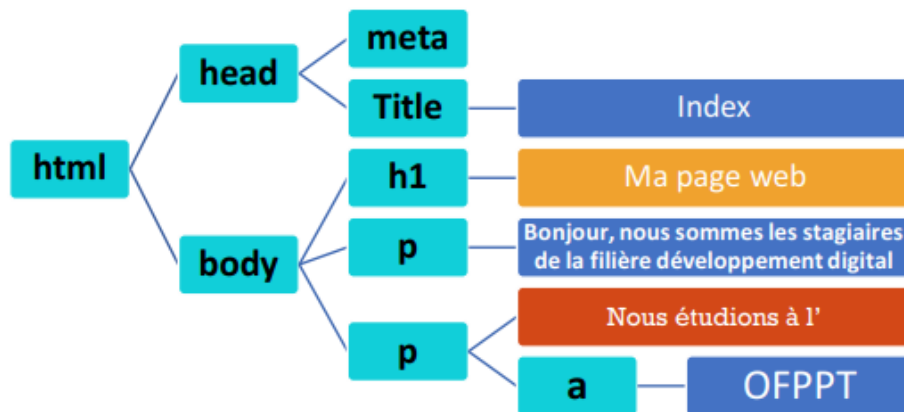 meta
head
Title
Index
html
h1
Ma page web
body
p
Bonjour, nous sommes les stagiaires
de la filière développement digital
p
Nous étudions à l’
a
OFPPT